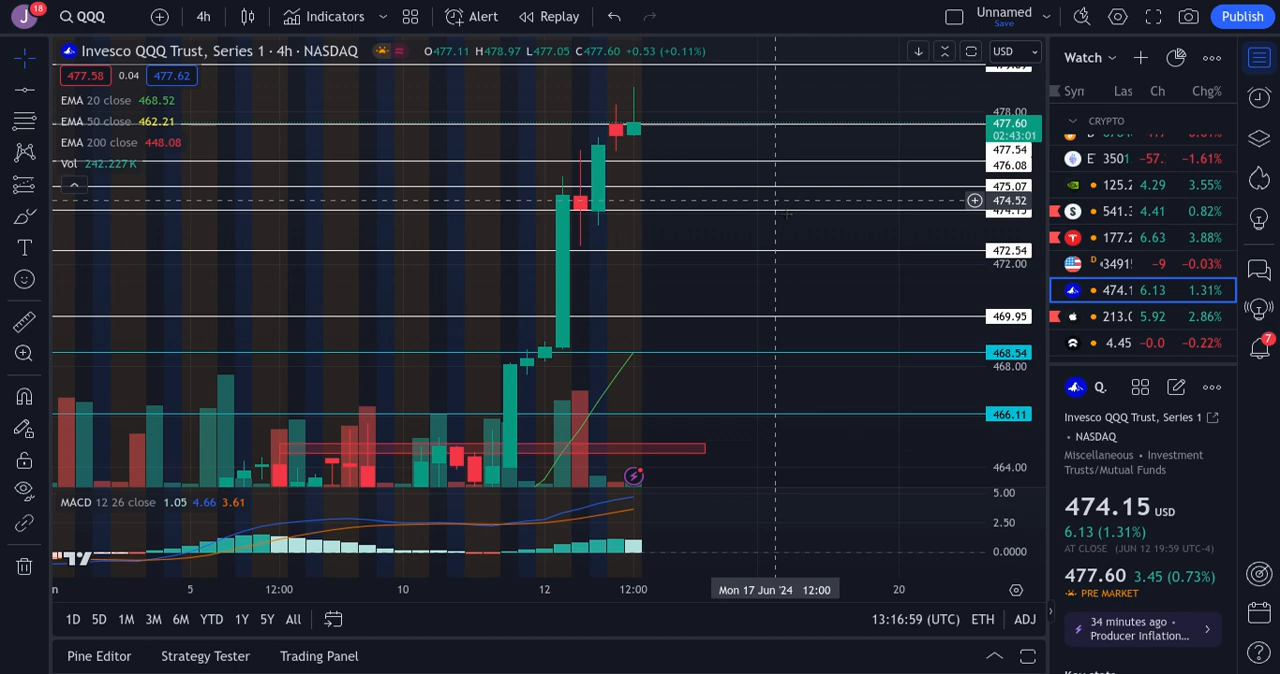 J 18 QQQ 4h Indicators Alert Replay Unnamed Save Publish
Invesco QQQ Trust, Series 1 · 4h · NASDAQ O477.11 H478.97 L477.05 C477.60 +0.53 (+0.11%) USD
477.58 0.04 477.62
EMA 20 close 468.52
EMA 50 close 462.21
EMA 200 close 448.08
Vol 242.227K
478.00
477.60
02:43:01
477.54
476.08
475.07
474.52
474.15
472.54
472.00
469.95
468.54
468.00
466.11
464.00
MACD 12 26 close 1.05 4.66 3.61
5.00
2.50
0.0000
5 12:00 10 12 12:00 Mon 17 Jun '24 12:00 20
1D 5D 1M 3M 6M YTD 1Y 5Y All 13:16:59 (UTC) ETH ADJ
Pine Editor Strategy Tester Trading Panel
Watch
Syn Las Ch Chg%
CRYPTO
3501 -57. -1.61%
125.2 4.29 3.55%
541.3 4.41 0.82%
177.2 6.63 3.88%
D 3491 -9 -0.03%
474.1 6.13 1.31%
213.0 5.92 2.86%
4.45 -0.0 -0.22%
Q.
Invesco QQQ Trust, Series 1
• NASDAQ
Miscellaneous • Investment
Trusts/Mutual Funds
474.15 USD
6.13 (1.31%)
AT CLOSE (JUN 12 19:59 UTC-4)
477.60 3.45 (0.73%)
PRE MARKET
34 minutes ago •
Producer Inflation...
7